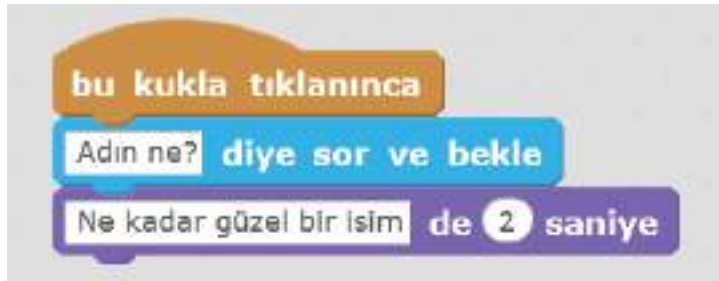 bu kukla tıklanınca
Adın ne? diye sor ve bekle
Ne kadar güzel bir isim de 2 saniye